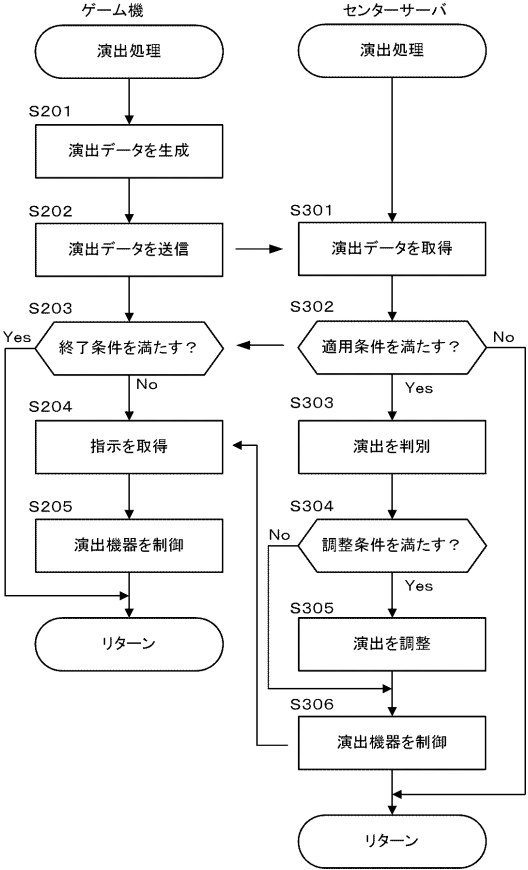 ゲーム機
センターサーバ
演出処理
演出処理
S201
演出データを生成
S202
演出データを送信
S301
演出データを取得
S203
終了条件を満たす？
Yes
No
S302
適用条件を満たす？
No
Yes
S204
指示を取得
S303
演出を判別
S205
演出機器を制御
S304
調整条件を満たす？
No
Yes
リターン
S305
演出を調整
S306
演出機器を制御
リターン